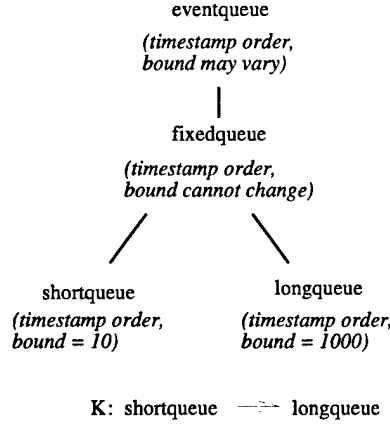 eventqueue
(timestamp order,
bound may vary)
fixedqueue
(timestamp order,
bound cannot change)
shortqueue
(timestamp order,
bound = 10)
longqueue
(timestamp order,
bound = 1000)
K: shortqueue → longqueue